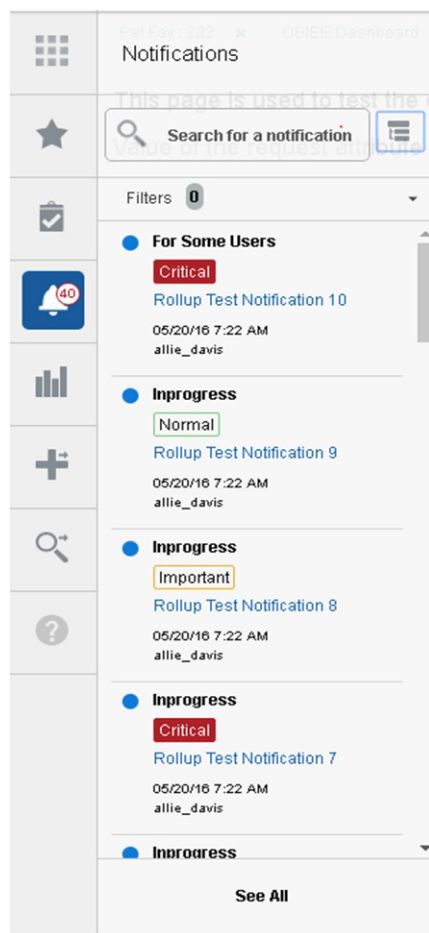 Pat Fay: 202 × OBIEE Dashboard
Notifications
This page is used to test the
Search for a notification
Value of the request attribute
Filters 0
40
For Some Users
Critical
Rollup Test Notification 10
05/20/16 7:22 AM
allie_davis
Inprogress
Normal
Rollup Test Notification 9
05/20/16 7:22 AM
allie_davis
Inprogress
Important
Rollup Test Notification 8
05/20/16 7:22 AM
allie_davis
Inprogress
Critical
Rollup Test Notification 7
05/20/16 7:22 AM
allie_davis
Inprogress
See All